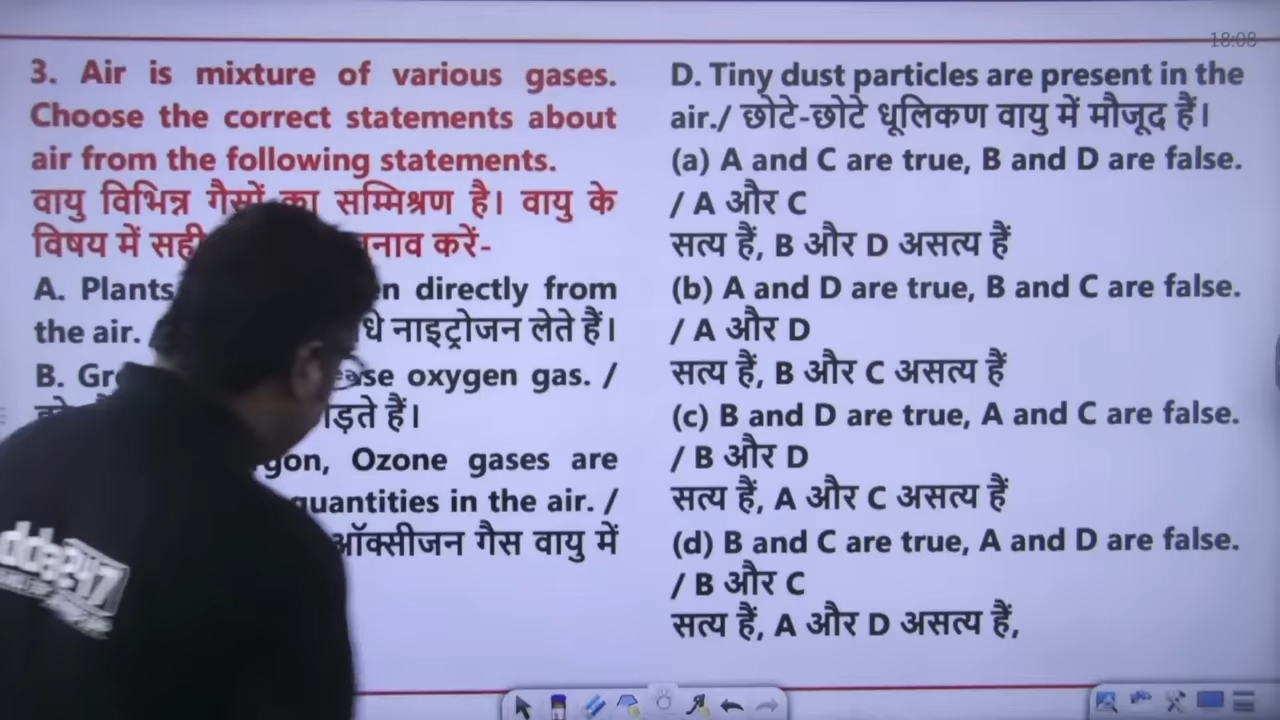 18:08
3. Air is mixture of various gases.
Choose the correct statements about
air from the following statements.
वायु विभिन्न गैसों का सम्मिश्रण है। वायु के
विषय में सही चुनाव करें-
A. Plants directly from
the air. नाइट्रोजन लेते हैं।
B. oxygen gas. /
हैं।
Ozone gases are
quantities in the air. /
ऑक्सीजन गैस वायु में
D. Tiny dust particles are present in the
air./ छोटे-छोटे धूलिकण वायु में मौजूद हैं।
(a) A and C are true, B and D are false.
/ A और C
सत्य हैं, B और D असत्य हैं
(b) A and D are true, B and C are false.
/ A और D
सत्य हैं, B और C असत्य हैं
(c) B and D are true, A and C are false.
/ B और D
सत्य हैं, A और C असत्य हैं
(d) B and C are true, A and D are false.
/ B और C
सत्य हैं, A और D असत्य हैं,